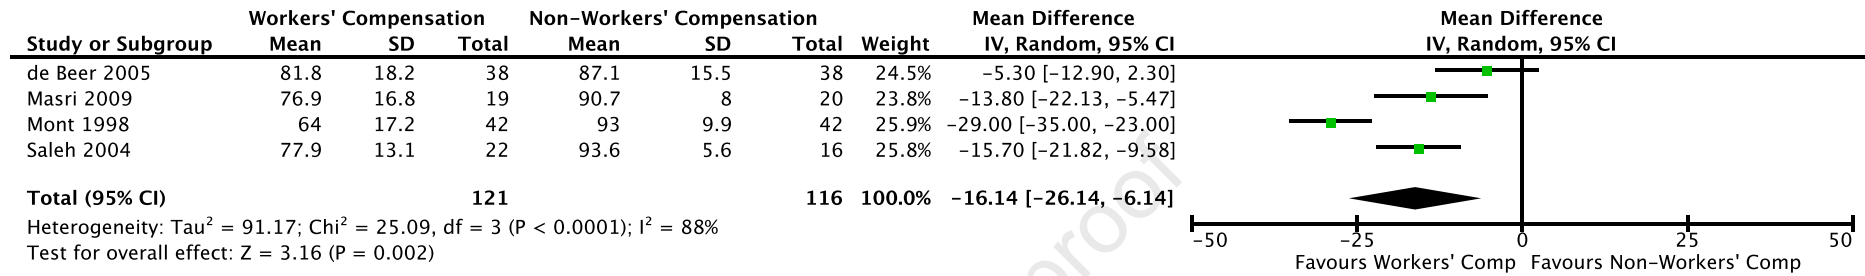 Workers' Compensation Non-Workers' Compensation Mean Difference Mean Difference
Study or Subgroup Mean SD Total Mean SD Total Weight IV, Random, 95% CI IV, Random, 95% CI
de Beer 2005 81.8 18.2 38 87.1 15.5 38 24.5% −5.30 [−12.90, 2.30]
Masri 2009 76.9 16.8 19 90.7 8 20 23.8% −13.80 [−22.13, −5.47]
Mont 1998 64 17.2 42 93 9.9 42 25.9% −29.00 [−35.00, −23.00]
Saleh 2004 77.9 13.1 22 93.6 5.6 16 25.8% −15.70 [−21.82, −9.58]
Total (95% CI) 121 116 100.0% −16.14 [−26.14, −6.14]
Heterogeneity: Tau² = 91.17; Chi² = 25.09, df = 3 (P < 0.0001); I² = 88%
Test for overall effect: Z = 3.16 (P = 0.002)
−50 −25 0 25 50
Favours Workers' Comp Favours Non-Workers' Comp
proof